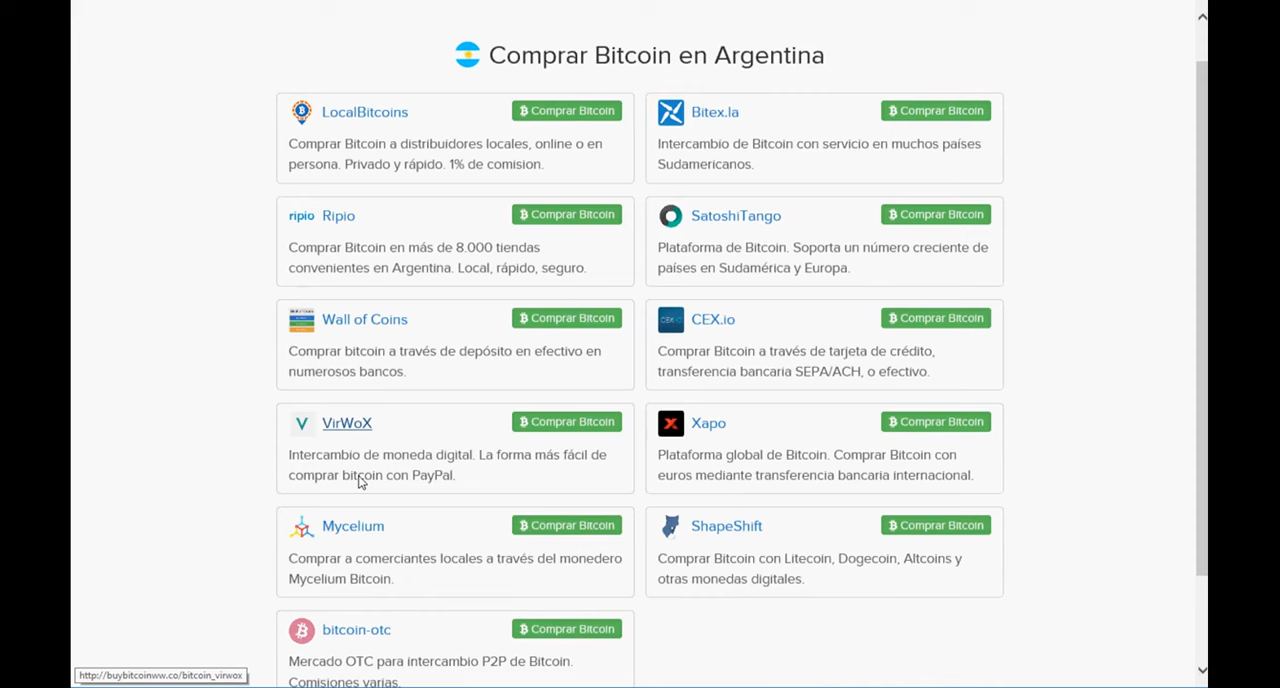 Comprar Bitcoin en Argentina
LocalBitcoins
Comprar Bitcoin
Comprar Bitcoin a distribuidores locales, online o en
persona. Privado y rápido. 1% de comision.
Bitex.la
Comprar Bitcoin
Intercambio de Bitcoin con servicio en muchos países
Sudamericanos.
ripio Ripio
Comprar Bitcoin
Comprar Bitcoin en más de 8.000 tiendas
convenientes en Argentina. Local, rápido, seguro.
SatoshiTango
Comprar Bitcoin
Plataforma de Bitcoin. Soporta un número creciente de
países en Sudamérica y Europa.
Wall of Coins
Comprar Bitcoin
Comprar bitcoin a través de depósito en efectivo en
numerosos bancos.
CEX.io
Comprar Bitcoin
Comprar Bitcoin a través de tarjeta de crédito,
transferencia bancaria SEPA/ACH, o efectivo.
V VirWoX
Comprar Bitcoin
Intercambio de moneda digital. La forma más fácil de
comprar bitcoin con PayPal.
Xapo
Comprar Bitcoin
Plataforma global de Bitcoin. Comprar Bitcoin con
euros mediante transferencia bancaria internacional.
Mycelium
Comprar Bitcoin
Comprar a comerciantes locales a través del monedero
Mycelium Bitcoin.
ShapeShift
Comprar Bitcoin
Comprar Bitcoin con Litecoin, Dogecoin, Altcoins y
otras monedas digitales.
bitcoin-otc
Comprar Bitcoin
Mercado OTC para intercambio P2P de Bitcoin.
Comisiones varias.
http://buybitcoinww.co/bitcoin_virwox